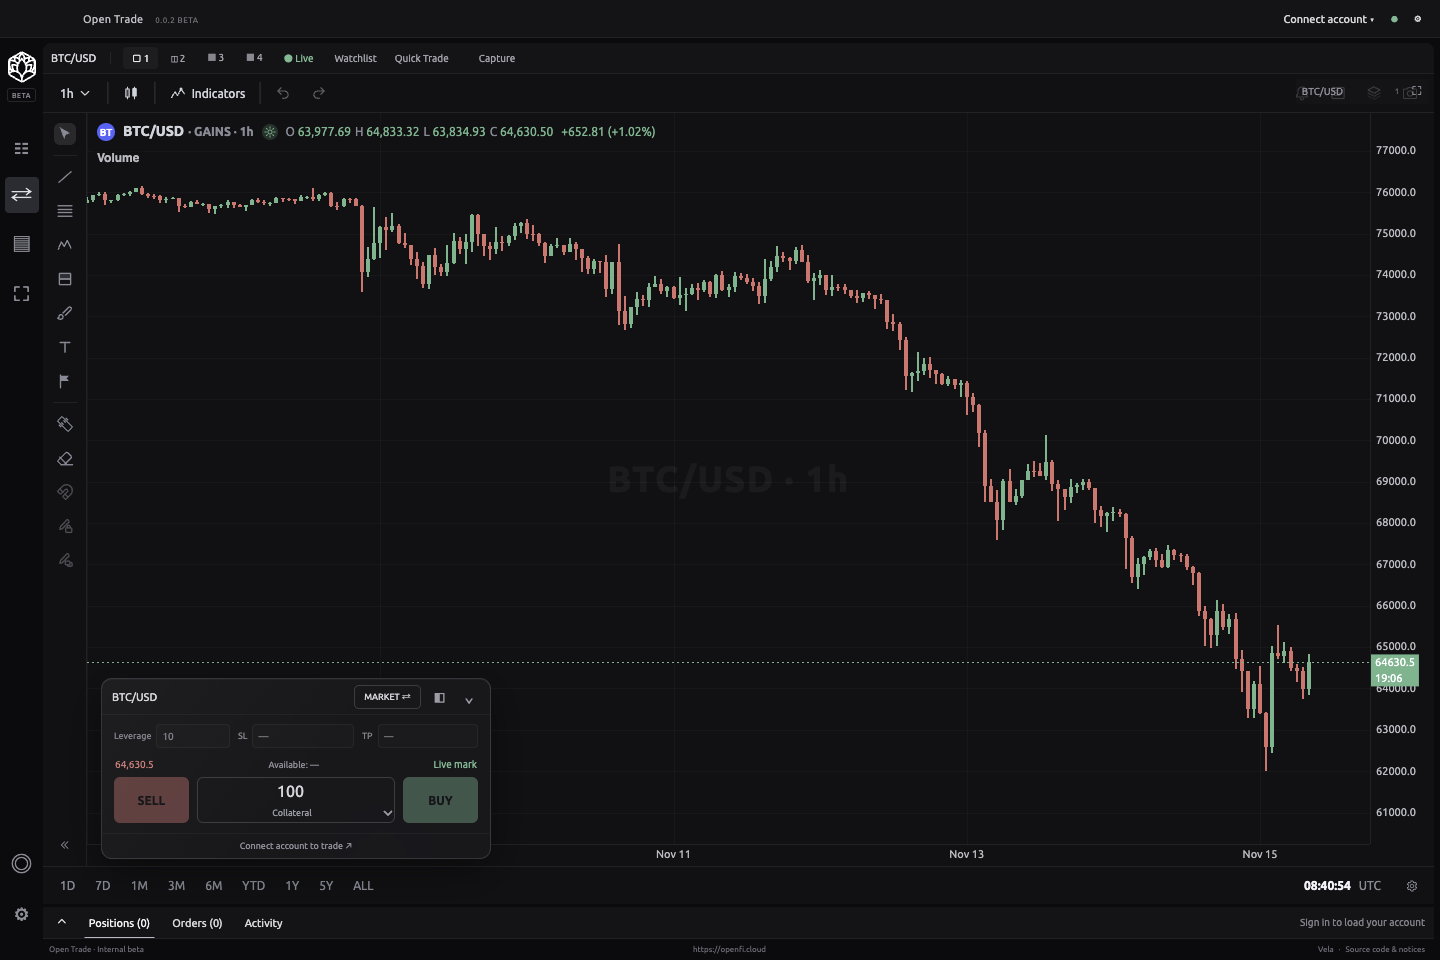 Open Trade 0.0.2 BETA
Connect account ▾
BETA
BTC/USD 1 2 3 4 Live Watchlist Quick Trade Capture
1h Indicators
BTC/USD 1
BT BTC/USD · GAINS · 1h O 63,977.69 H 64,833.32 L 63,834.93 C 64,630.50 +652.81 (+1.02%)
Volume
77000.0
76000.0
75000.0
74000.0
73000.0
72000.0
71000.0
70000.0
69000.0
68000.0
67000.0
66000.0
65000.0
64630.5
19:06
64000.0
63000.0
62000.0
61000.0
BTC/USD · 1h
BTC/USD MARKET ⇄
Leverage 10 SL — TP —
64,630.5 Available: — Live mark
SELL 100 BUY
Collateral
Connect account to trade ↗
Nov 11 Nov 13 Nov 15
1D 7D 1M 3M 6M YTD 1Y 5Y ALL
08:40:54 UTC
Positions (0) Orders (0) Activity
Sign in to load your account
Open Trade · Internal beta
https://openfi.cloud
Vela · Source code & notices